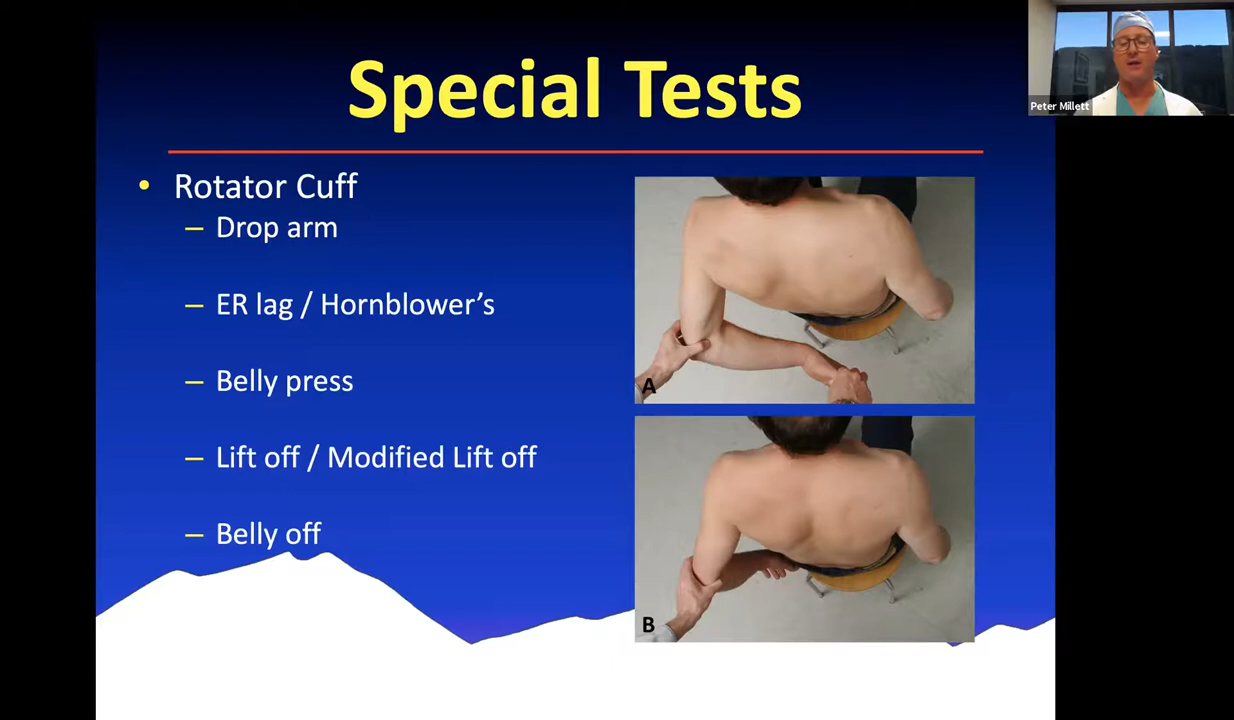 Special Tests
Peter Millett
• Rotator Cuff
– Drop arm
– ER lag / Hornblower’s
– Belly press
– Lift off / Modified Lift off
– Belly off
A
B